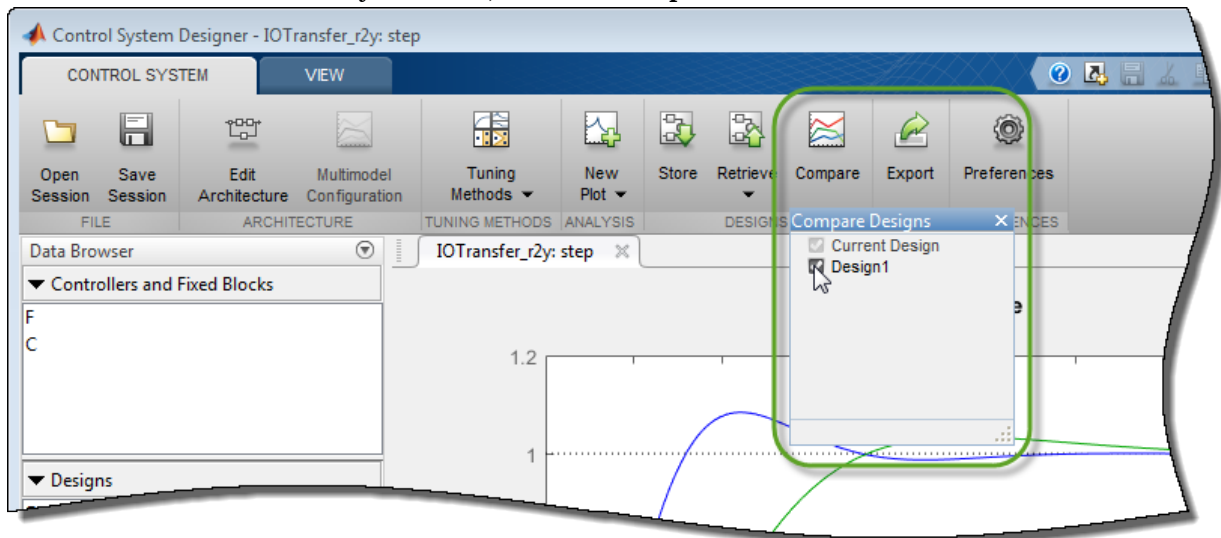 Control System Designer - IOTransfer_r2y: step
CONTROL SYSTEM VIEW
Open Session
Save Session
Edit Architecture
Multimodel Configuration
Tuning Methods
New Plot
Store
Retrieve
Compare
Export
Preferences
FILE ARCHITECTURE TUNING METHODS ANALYSIS DESIGNS ENCES
Compare Designs
Current Design
Design1
Data Browser
IOTransfer_r2y: step
Controllers and Fixed Blocks
F
C
Designs
1.2
1
e